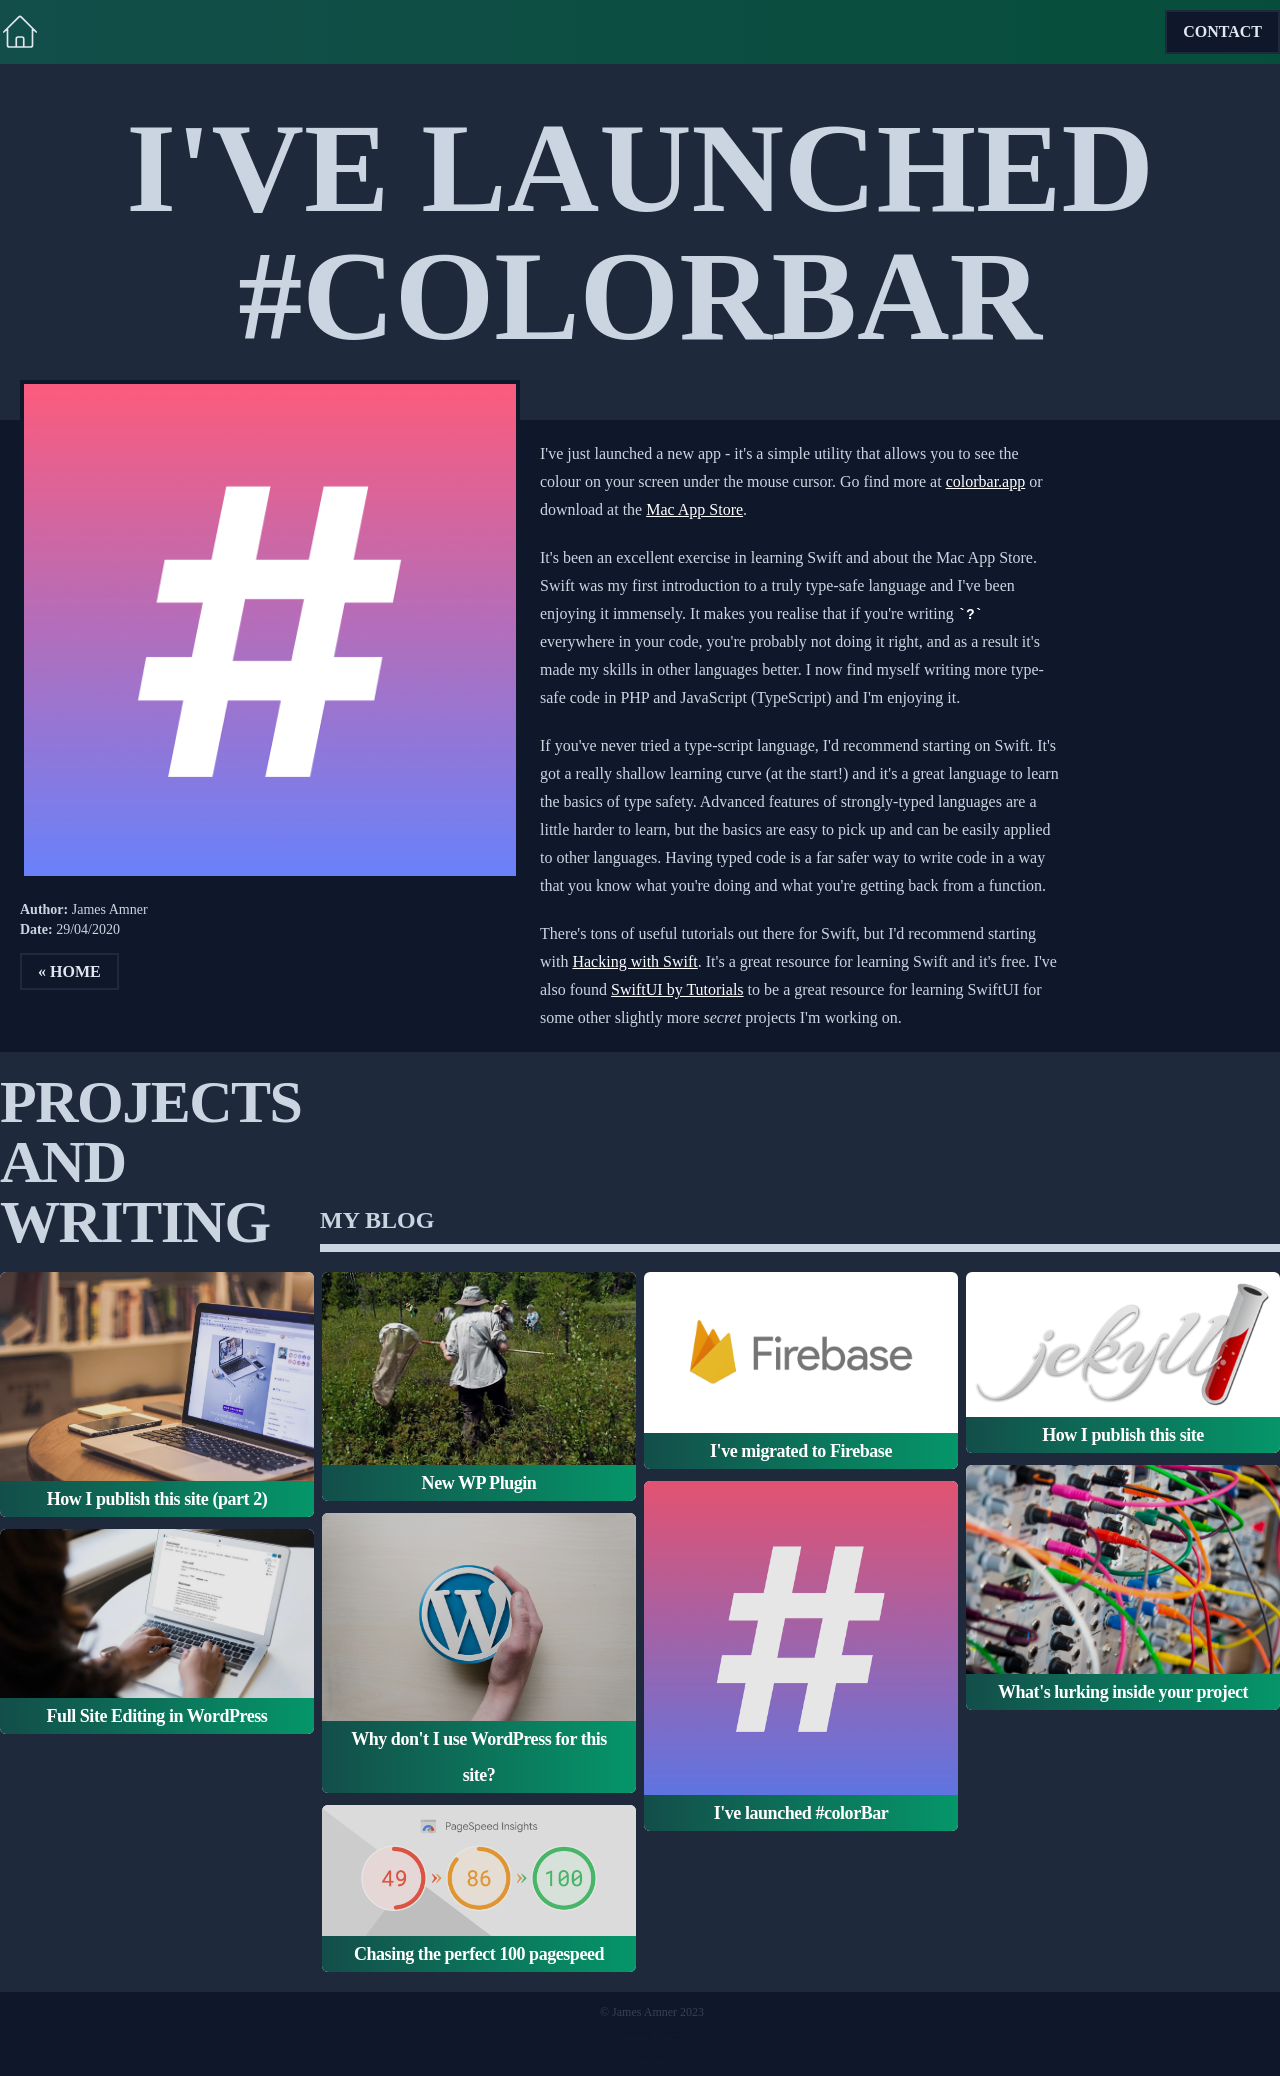 CONTACT
I'VE LAUNCHED
#COLORBAR
#
I've just launched a new app - it's a simple utility that allows you to see the
colour on your screen under the mouse cursor. Go find more at colorbar.app or
download at the Mac App Store.
It's been an excellent exercise in learning Swift and about the Mac App Store.
Swift was my first introduction to a truly type-safe language and I've been
enjoying it immensely. It makes you realise that if you're writing `?`
everywhere in your code, you're probably not doing it right, and as a result it's
made my skills in other languages better. I now find myself writing more type-
safe code in PHP and JavaScript (TypeScript) and I'm enjoying it.
If you've never tried a type-script language, I'd recommend starting on Swift. It's
got a really shallow learning curve (at the start!) and it's a great language to learn
the basics of type safety. Advanced features of strongly-typed languages are a
little harder to learn, but the basics are easy to pick up and can be easily applied
to other languages. Having typed code is a far safer way to write code in a way
that you know what you're doing and what you're getting back from a function.
There's tons of useful tutorials out there for Swift, but I'd recommend starting
with Hacking with Swift. It's a great resource for learning Swift and it's free. I've
also found SwiftUI by Tutorials to be a great resource for learning SwiftUI for
some other slightly more secret projects I'm working on.
Author: James Amner
Date: 29/04/2020
« HOME
PROJECTS
AND
WRITING
MY BLOG
How I publish this site (part 2)
Full Site Editing in WordPress
New WP Plugin
W
Why don't I use WordPress for this
site?
PageSpeed Insights
49 » 86 » 100
Chasing the perfect 100 pagespeed
Firebase
I've migrated to Firebase
#
I've launched #colorBar
jekyll
How I publish this site
What's lurking inside your project
© James Amner 2023